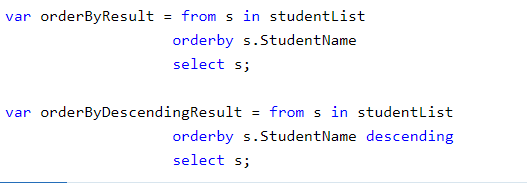 var orderByResult = from s in studentList
orderby s.StudentName
select s;
var orderByDescendingResult = from s in studentList
orderby s.StudentName descending
select s;